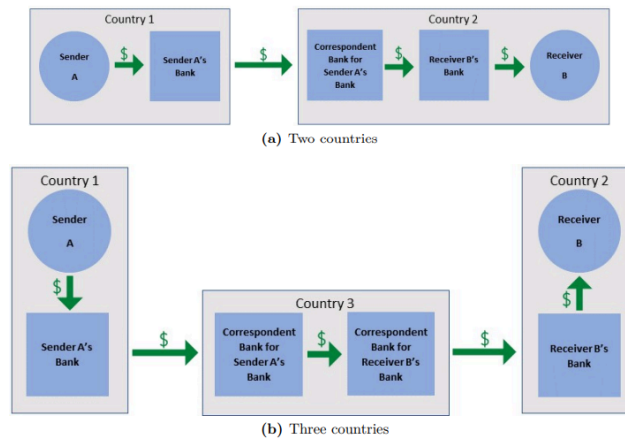 Country 1
Country 2
Sender
A
$
Sender A's
Bank
$
Correspondent
Bank for
Sender A's
Bank
$
Receiver B's
Bank
$
Receiver
B
(a) Two countries
Country 1
Sender
A
$
Sender A's
Bank
$
Country 3
Correspondent
Bank for
Sender A's
Bank
$
Correspondent
Bank for
Receiver B's
Bank
$
Country 2
Receiver
B
$
Receiver B's
Bank
(b) Three countries